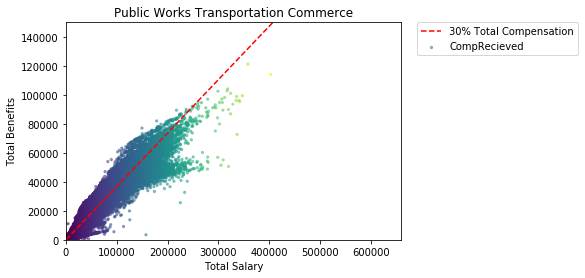 Public Works Transportation Commerce
30% Total Compensation
CompRecieved
Total Benefits
140000
120000
100000
80000
60000
40000
20000
0
0 100000 200000 300000 400000 500000 600000
Total Salary